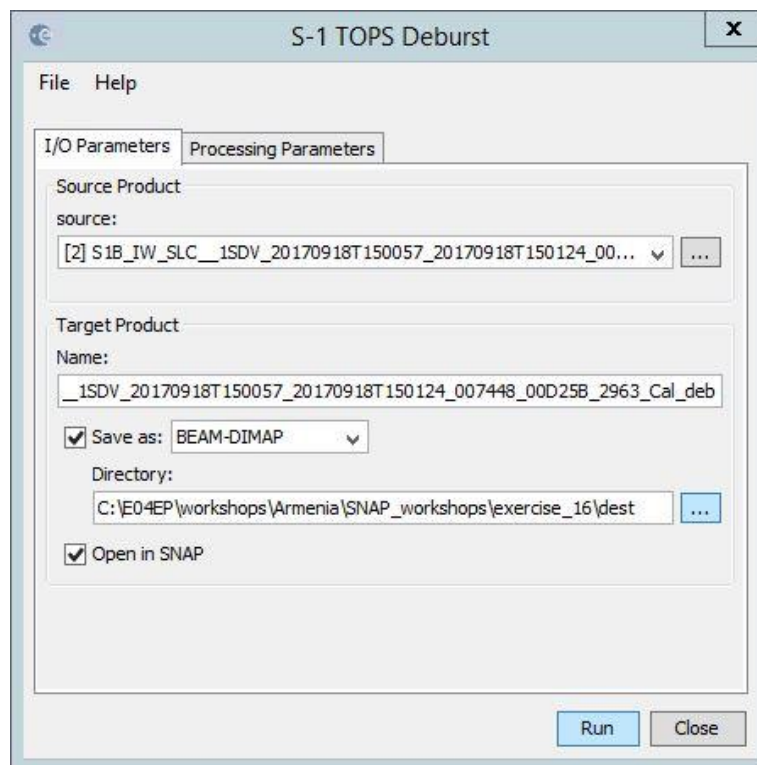 S-1 TOPS Deburst
x
File Help
I/O Parameters Processing Parameters
Source Product
source:
[2] S1B_IW_SLC__1SDV_20170918T150057_20170918T150124_00... ...
Target Product
Name:
__1SDV_20170918T150057_20170918T150124_007448_00D25B_2963_Cal_deb
Save as: BEAM-DIMAP
Directory:
C:\E04EP\workshops\Armenia\SNAP_workshops\exercise_16\dest ...
Open in SNAP
Run Close